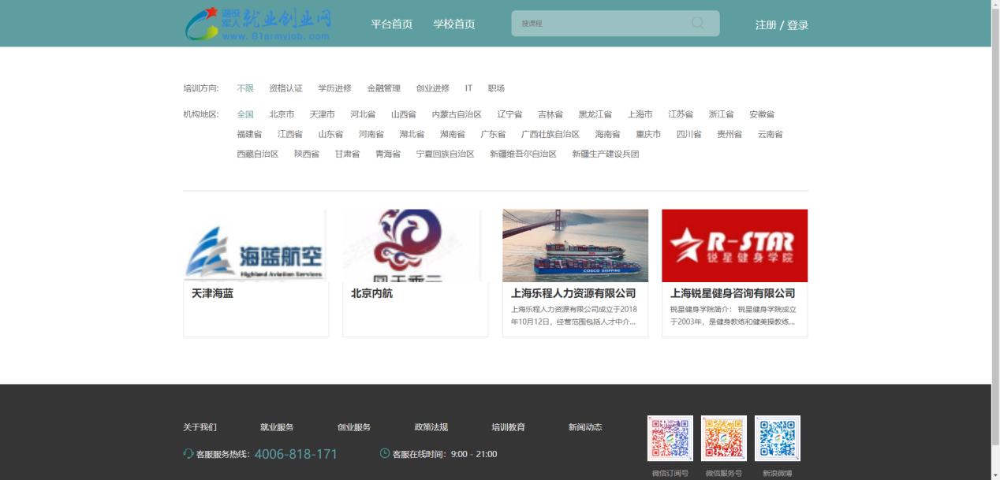 退役
军人 就业创业网
www.81armyjob.com
平台首页 学校首页 搜课程 注册 / 登录
培训方向: 不限 资格认证 学历进修 金融管理 创业进修 IT 职场
机构地区: 全国 北京市 天津市 河北省 山西省 内蒙古自治区 辽宁省 吉林省 黑龙江省 上海市 江苏省 浙江省 安徽省
福建省 江西省 山东省 河南省 湖北省 湖南省 广东省 广西壮族自治区 海南省 重庆市 四川省 贵州省 云南省
西藏自治区 陕西省 甘肃省 青海省 宁夏回族自治区 新疆维吾尔自治区 新疆生产建设兵团
海蓝航空
Highland Aviation Services
天津海蓝
北京内航
COSCO SHIPPING
上海乐程人力资源有限公司
上海乐程人力资源有限公司成立于2018
年10月12日，经营范围包括人才中介...
R-STAR
锐星健身学院
上海锐星健身咨询有限公司
锐星健身学院简介： 锐星健身学院成立
于2003年，是健身教练和健美操教练...
关于我们 就业服务 创业服务 政策法规 培训教育 新闻动态
客服服务热线: 4006-818-171 客服在线时间: 9:00 - 21:00
微信订阅号 微信服务号 新浪微博